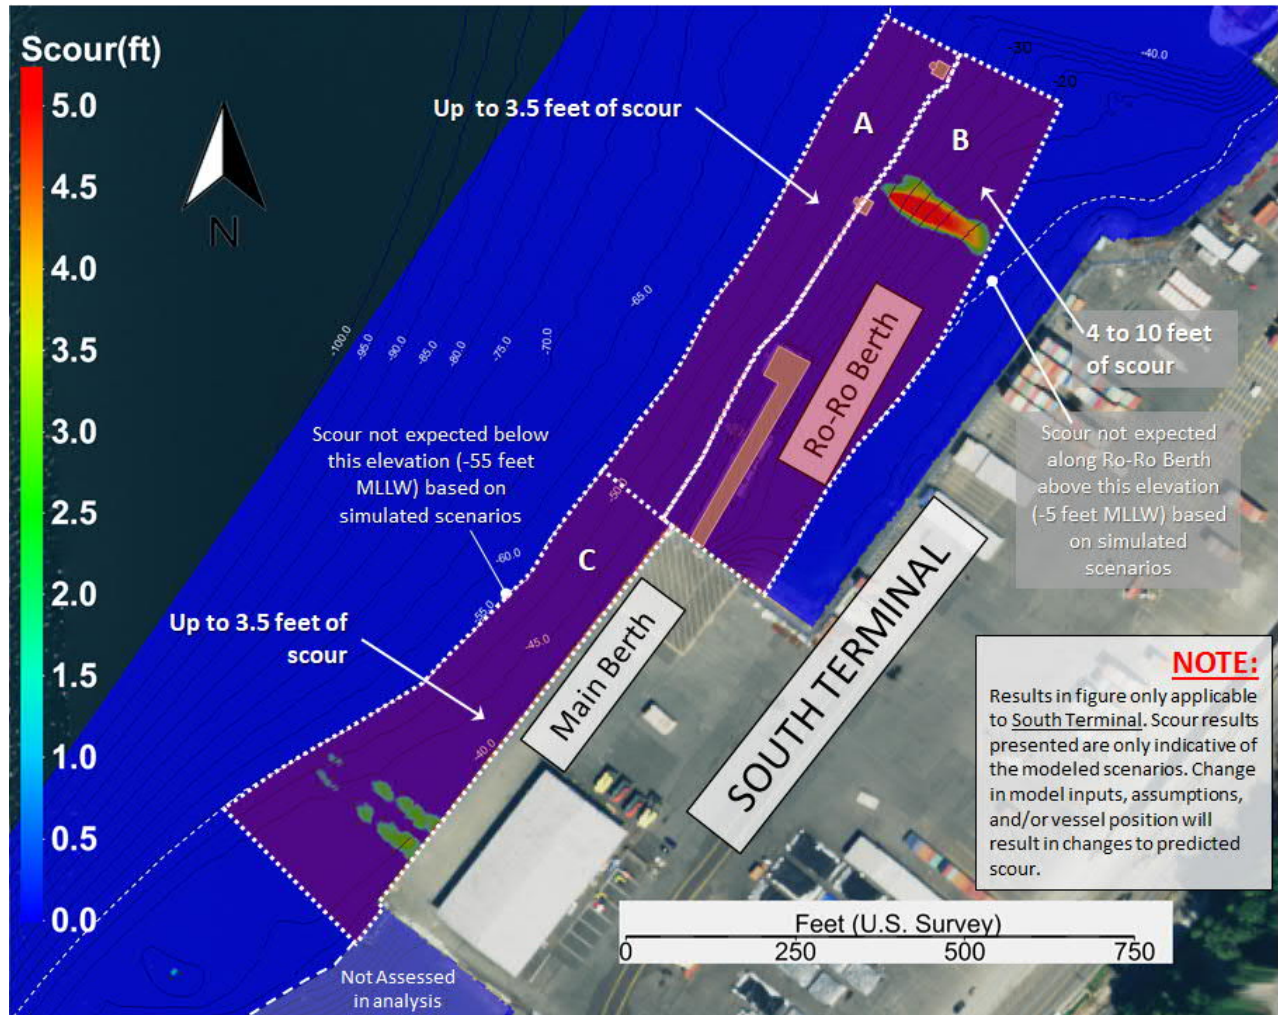 Scour(ft)
5.0
4.5
4.0
3.5
3.0
2.5
2.0
1.5
1.0
0.5
0.0
N
Up to 3.5 feet of scour
A
B
-30
-20
-40.0
-65.0
-100.0
-95.0
-90.0
-85.0
-80.0
-75.0
-70.0
4 to 10 feet
of scour
Ro-Ro Berth
Scour not expected below
this elevation (-55 feet
MLLW) based on
simulated scenarios
Scour not expected
along Ro-Ro Berth
above this elevation
(-5 feet MLLW) based
on simulated
scenarios
-50.0
-60.0
-55.0
C
-45.0
-40.0
Up to 3.5 feet of
scour
Main Berth
SOUTH TERMINAL
NOTE:
Results in figure only applicable
to South Terminal. Scour results
presented are only indicative of
the modeled scenarios. Change
in model inputs, assumptions,
and/or vessel position will
result in changes to predicted
scour.
Feet (U.S. Survey)
0 250 500 750
Not Assessed
in analysis